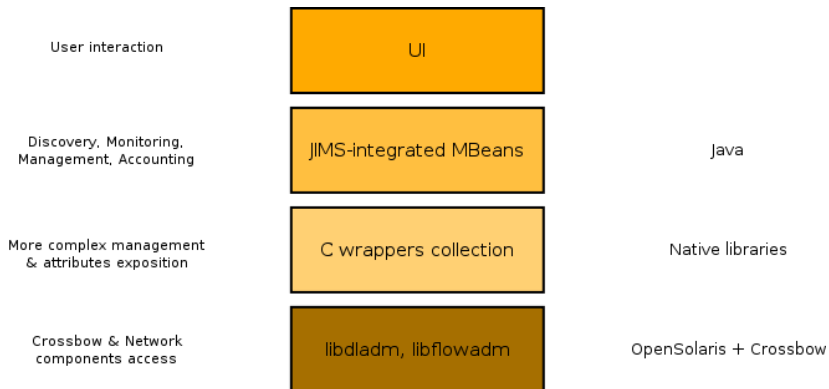 User interaction
UI
Discovery, Monitoring,
Management, Accounting
JIMS-integrated MBeans
Java
More complex management
& attributes exposition
C wrappers collection
Native libraries
Crossbow & Network
components access
libdladm, libflowadm
OpenSolaris + Crossbow